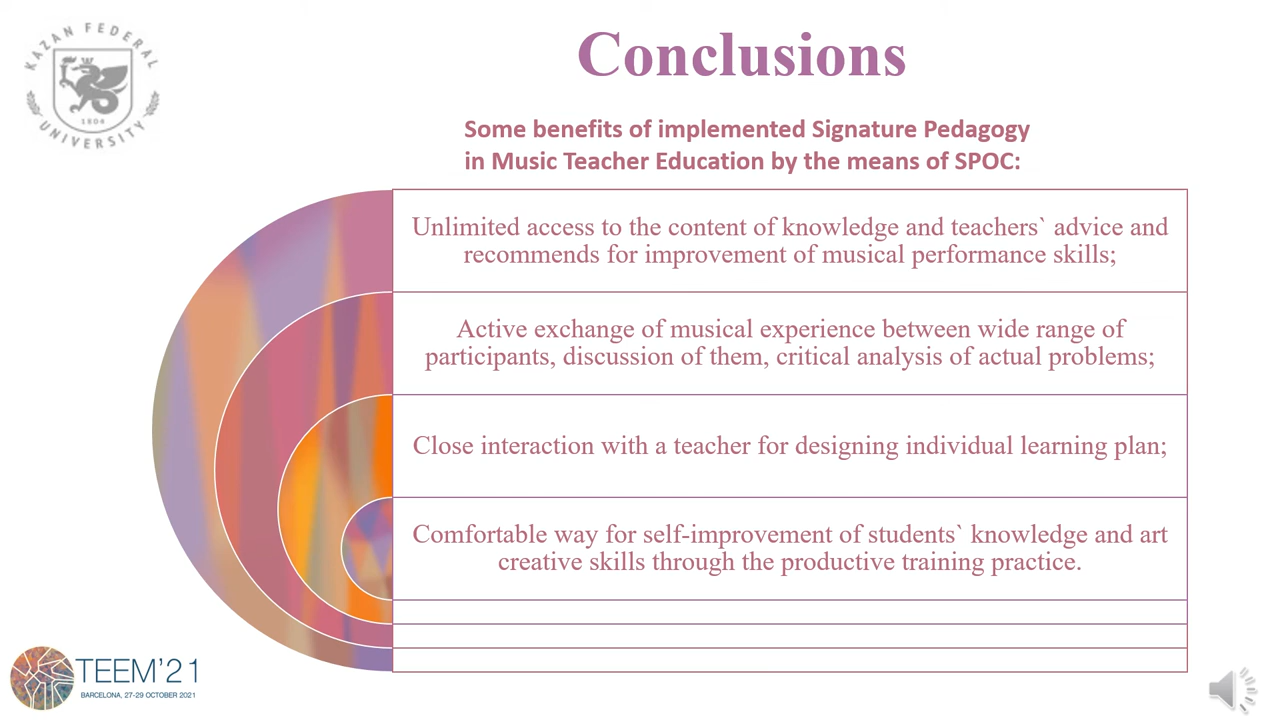 KAZAN FEDERAL
1804
UNIVERSITY
Conclusions
Some benefits of implemented Signature Pedagogy
in Music Teacher Education by the means of SPOC:
Unlimited access to the content of knowledge and teachers` advice and
recommends for improvement of musical performance skills;
Active exchange of musical experience between wide range of
participants, discussion of them, critical analysis of actual problems;
Close interaction with a teacher for designing individual learning plan;
Comfortable way for self-improvement of students` knowledge and art
creative skills through the productive training practice.
TEEM’21
BARCELONA, 27-29 OCTOBER 2021